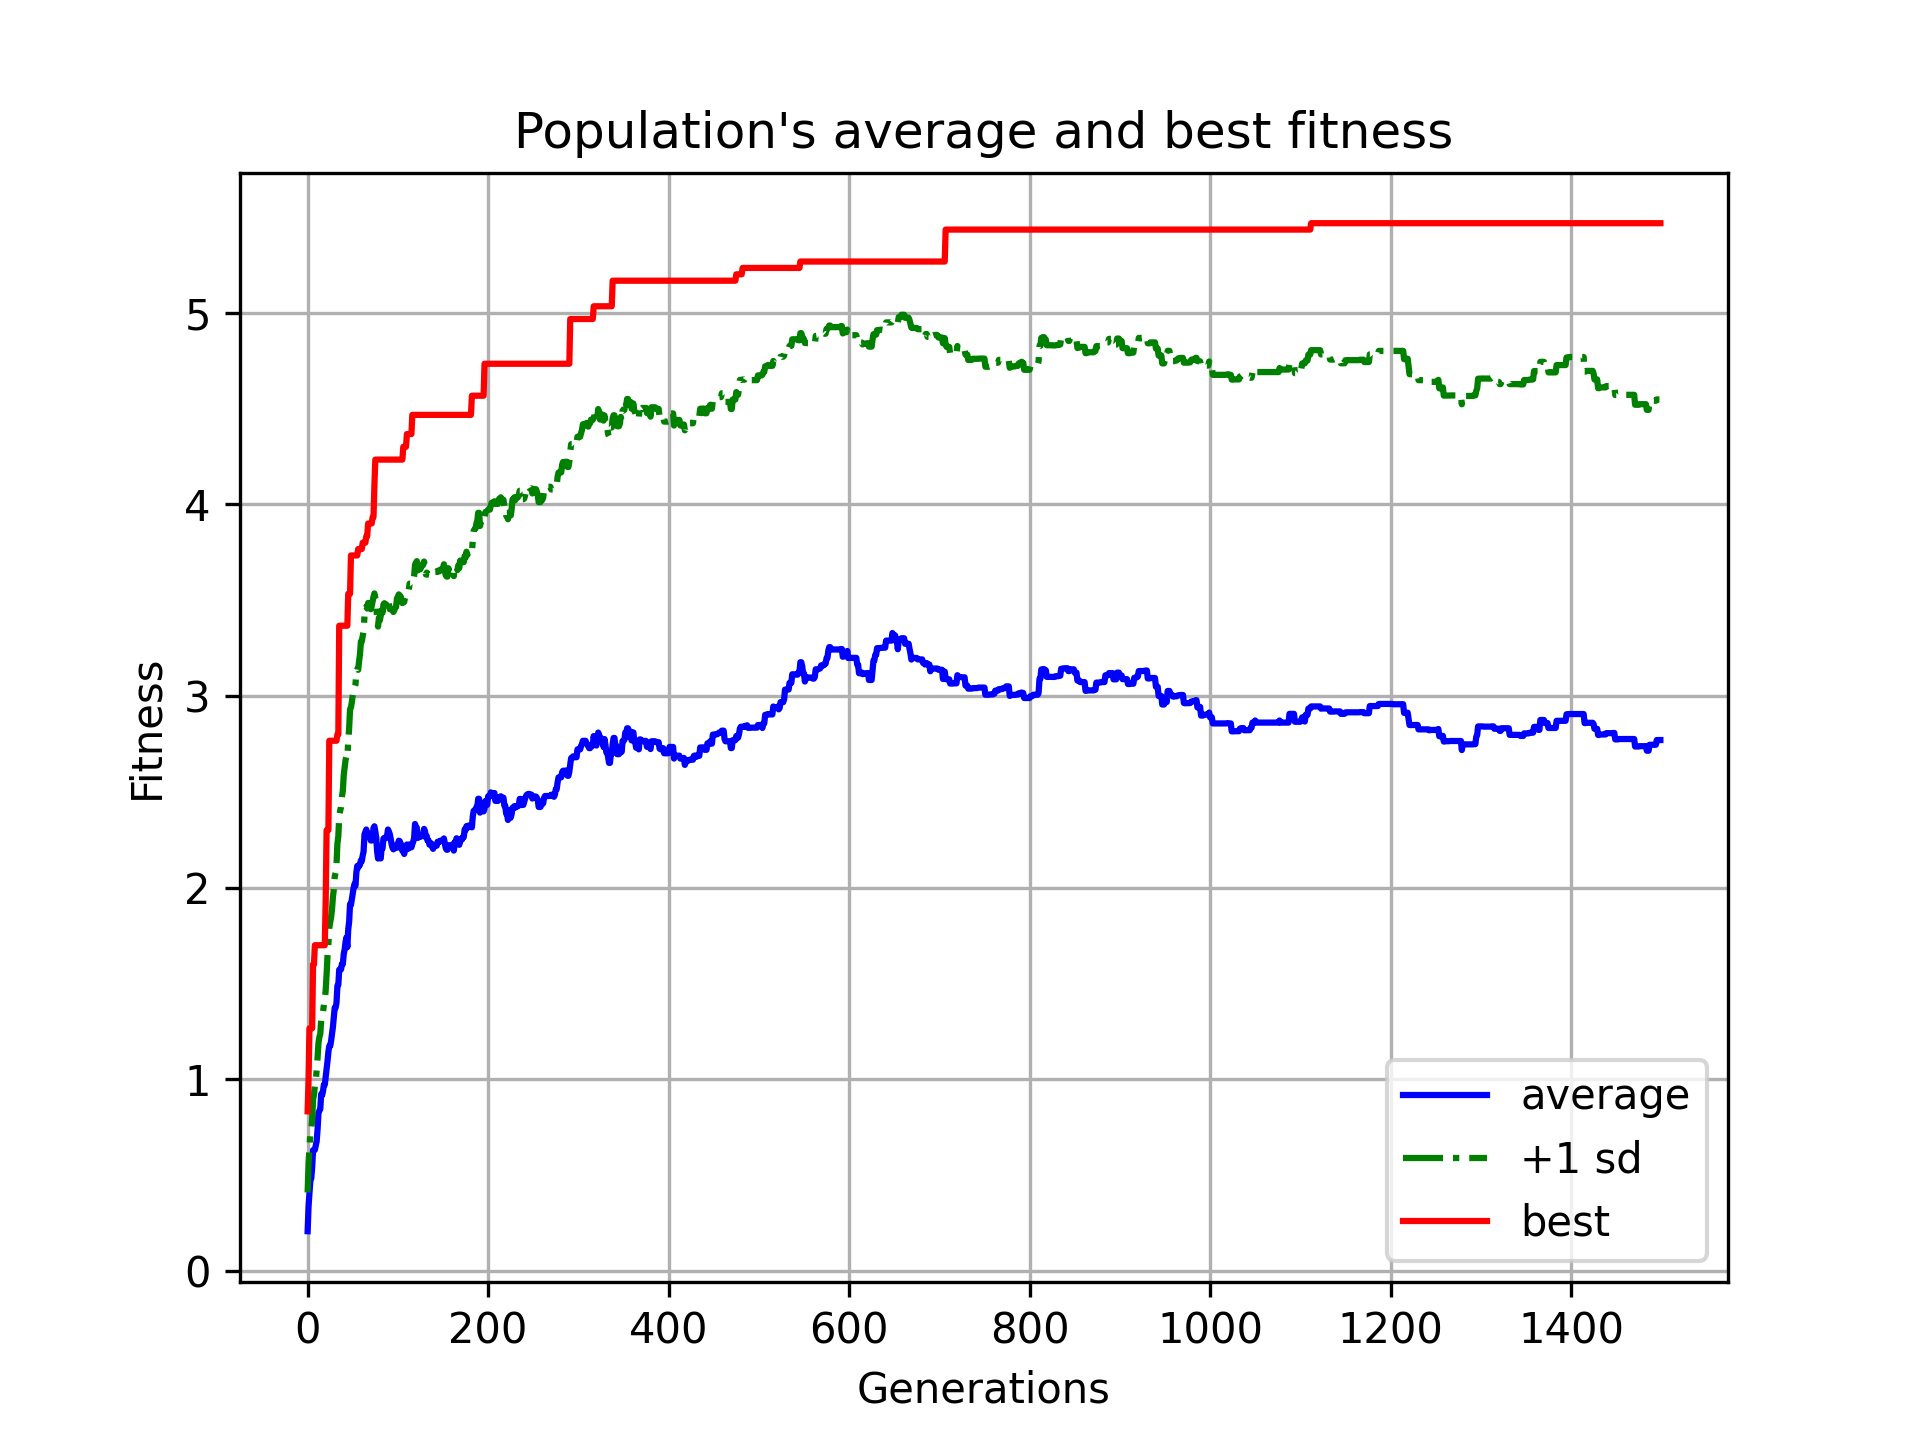 Population's average and best fitness
Fitness
5
4
3
2
1
0
0 200 400 600 800 1000 1200 1400
Generations
average
+1 sd
best